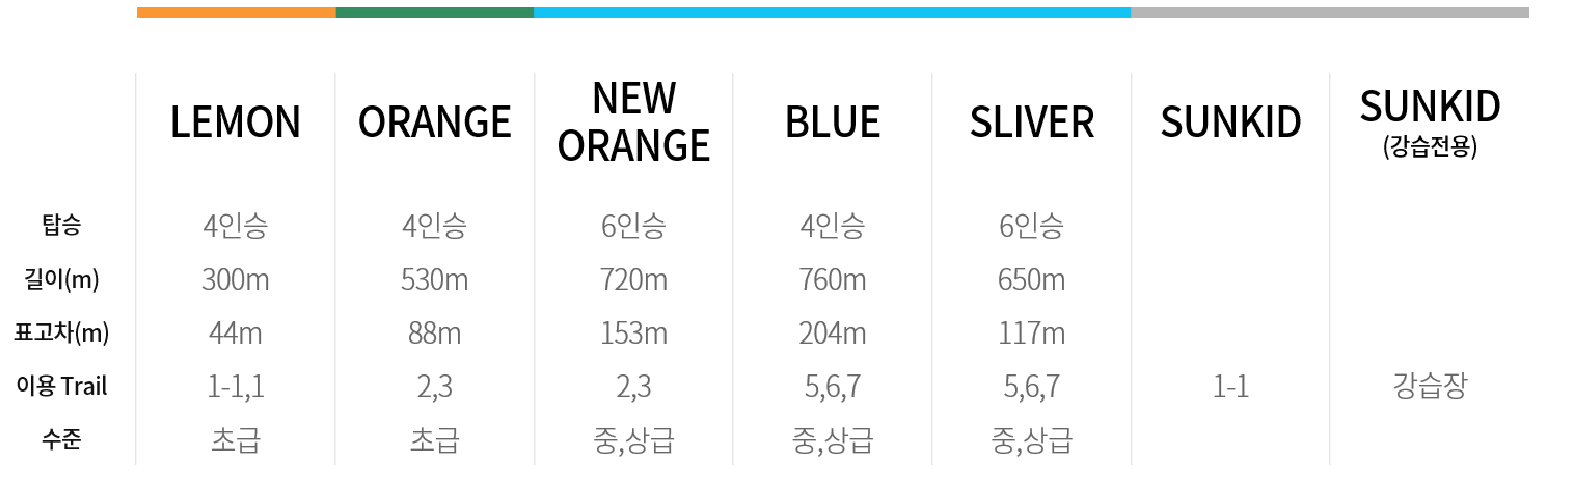 LEMON ORANGE NEW ORANGE BLUE SLIVER SUNKID SUNKID (강습전용)
탑승 4인승 4인승 6인승 4인승 6인승
길이(m) 300m 530m 720m 760m 650m
표고차(m) 44m 88m 153m 204m 117m
이용 Trail 1-1,1 2,3 2,3 5,6,7 5,6,7 1-1 강습장
수준 초급 초급 중,상급 중,상급 중,상급